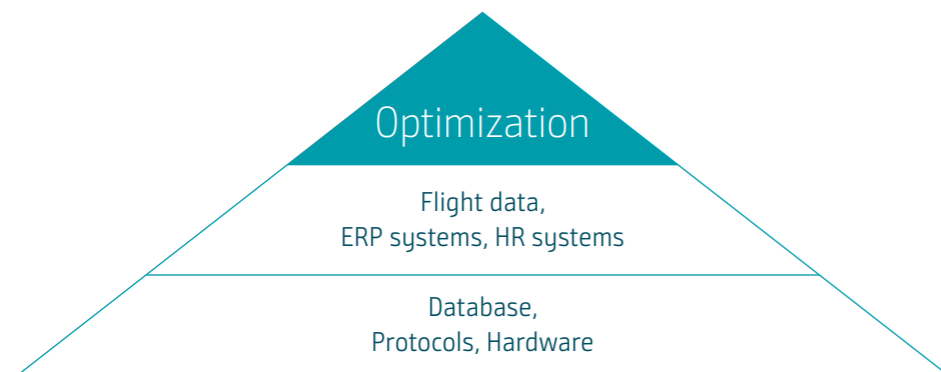 Optimization
Flight data,
ERP systems, HR systems
Database,
Protocols, Hardware